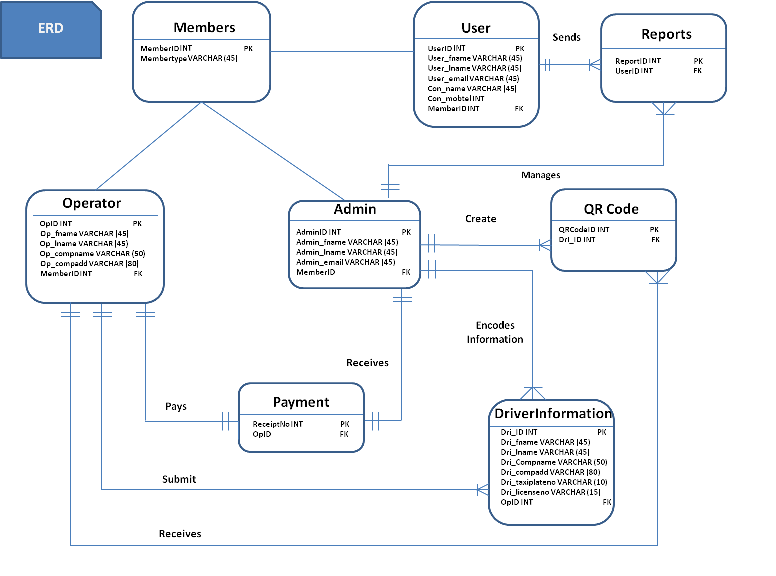 ERD
Members
MemberID INT PK
Membertype VARCHAR (45)
User
UserID INT PK
User_fname VARCHAR (45)
User_lname VARCHAR (45)
User_email VARCHAR (45)
Con_name VARCHAR (45)
Con_mobtel INT
MemberID INT FK
Sends
Reports
ReportID INT PK
UserID INT FK
Manages
Operator
OpID INT PK
Op_fname VARCHAR (45)
Op_lname VARCHAR (45)
Op_compname VARCHAR (50)
Op_compadd VARCHAR (80)
MemberID INT FK
Admin
AdminID INT PK
Admin_fname VARCHAR (45)
Admin_lname VARCHAR (45)
Admin_email VARCHAR (45)
MemberID FK
Create
QR Code
QRCodeID INT PK
Dri_ID INT FK
Encodes
Information
Receives
Pays
Payment
ReceiptNo INT PK
OpID FK
DriverInformation
Dri_ID INT PK
Dri_fname VARCHAR (45)
Dri_lname VARCHAR (45)
Dri_Compname VARCHAR (50)
Dri_compadd VARCHAR (80)
Dri_taxiplateno VARCHAR (10)
Dri_licenseno VARCHAR (15)
OpID INT FK
Submit
Receives